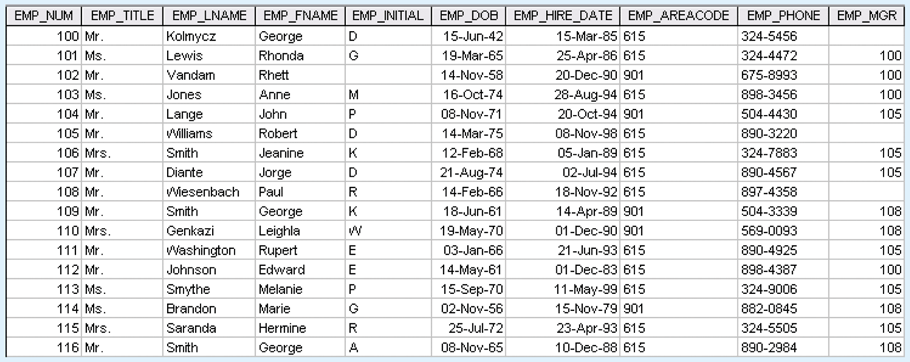 EMP_NUM EMP_TITLE EMP_LNAME EMP_FNAME EMP_INITIAL EMP_DOB EMP_HIRE_DATE EMP_AREACODE EMP_PHONE EMP_MGR
100 Mr. Kolmycz George D 15-Jun-42 15-Mar-85 615 324-5456
101 Ms. Lewis Rhonda G 19-Mar-65 25-Apr-86 615 324-4472 100
102 Mr. Vandam Rhett 14-Nov-58 20-Dec-90 901 675-8993 100
103 Ms. Jones Anne M 16-Oct-74 28-Aug-94 615 898-3456 100
104 Mr. Lange John P 08-Nov-71 20-Oct-94 901 504-4430 105
105 Mr. Williams Robert D 14-Mar-75 08-Nov-98 615 890-3220
106 Mrs. Smith Jeanine K 12-Feb-68 05-Jan-89 615 324-7883 105
107 Mr. Diante Jorge D 21-Aug-74 02-Jul-94 615 890-4567 105
108 Mr. Wiesenbach Paul R 14-Feb-66 18-Nov-92 615 897-4358
109 Mr. Smith George K 18-Jun-61 14-Apr-89 901 504-3339 108
110 Mrs. Genkazi Leighla W 19-May-70 01-Dec-90 901 569-0093 108
111 Mr. Washington Rupert E 03-Jan-66 21-Jun-93 615 890-4925 105
112 Mr. Johnson Edward E 14-May-61 01-Dec-83 615 898-4387 100
113 Ms. Smythe Melanie P 15-Sep-70 11-May-99 615 324-9006 105
114 Ms. Brandon Marie G 02-Nov-56 15-Nov-79 901 882-0845 108
115 Mrs. Saranda Hermine R 25-Jul-72 23-Apr-93 615 324-5505 105
116 Mr. Smith George A 08-Nov-65 10-Dec-88 615 890-2984 108